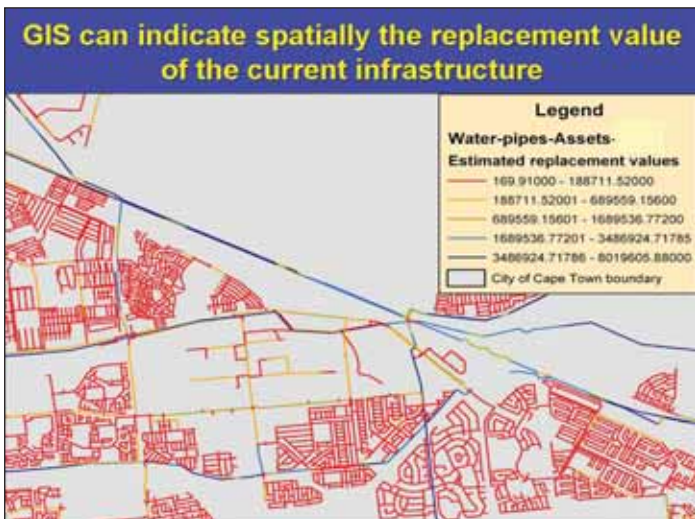 GIS can indicate spatially the replacement value
of the current infrastructure
Legend
Water-pipes-Assets-
Estimated replacement values
169.91000 - 188711.52000
188711.52001 - 689559.15600
689559.15601 - 1689536.77200
1689536.77201 - 3486924.71785
3486924.71786 - 8019605.88000
City of Cape Town boundary